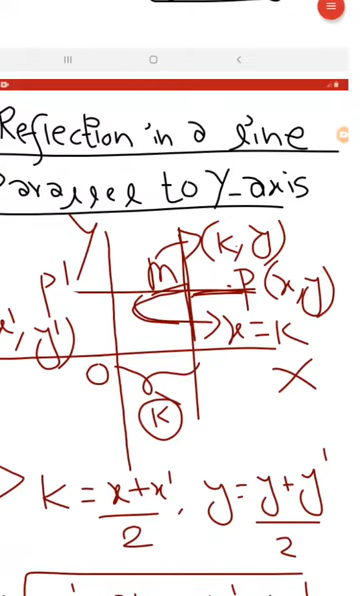 Reflection in a line
Parallel to Y-axis
Y
m (k, y)
P' P(x, y)
x', y') x = k
O X
K
K = x+x'/2 , y = y+y'/2